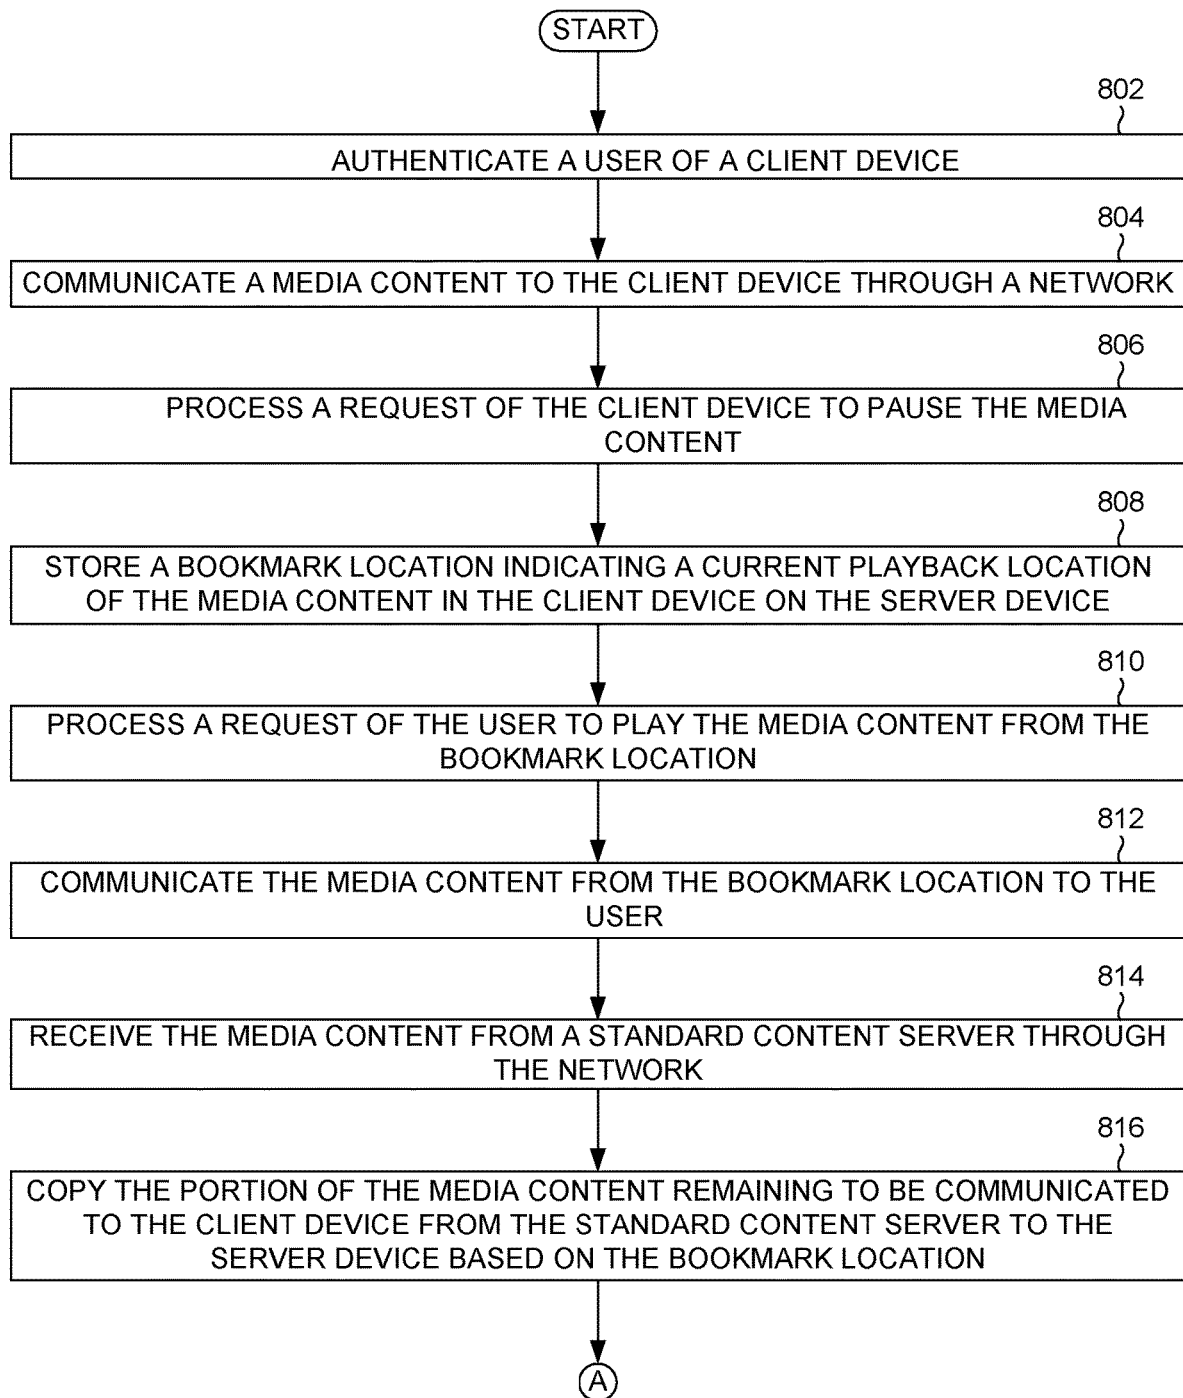 START
802
AUTHENTICATE A USER OF A CLIENT DEVICE
804
COMMUNICATE A MEDIA CONTENT TO THE CLIENT DEVICE THROUGH A NETWORK
806
PROCESS A REQUEST OF THE CLIENT DEVICE TO PAUSE THE MEDIA
CONTENT
808
STORE A BOOKMARK LOCATION INDICATING A CURRENT PLAYBACK LOCATION
OF THE MEDIA CONTENT IN THE CLIENT DEVICE ON THE SERVER DEVICE
810
PROCESS A REQUEST OF THE USER TO PLAY THE MEDIA CONTENT FROM THE
BOOKMARK LOCATION
812
COMMUNICATE THE MEDIA CONTENT FROM THE BOOKMARK LOCATION TO THE
USER
814
RECEIVE THE MEDIA CONTENT FROM A STANDARD CONTENT SERVER THROUGH
THE NETWORK
816
COPY THE PORTION OF THE MEDIA CONTENT REMAINING TO BE COMMUNICATED
TO THE CLIENT DEVICE FROM THE STANDARD CONTENT SERVER TO THE
SERVER DEVICE BASED ON THE BOOKMARK LOCATION
A